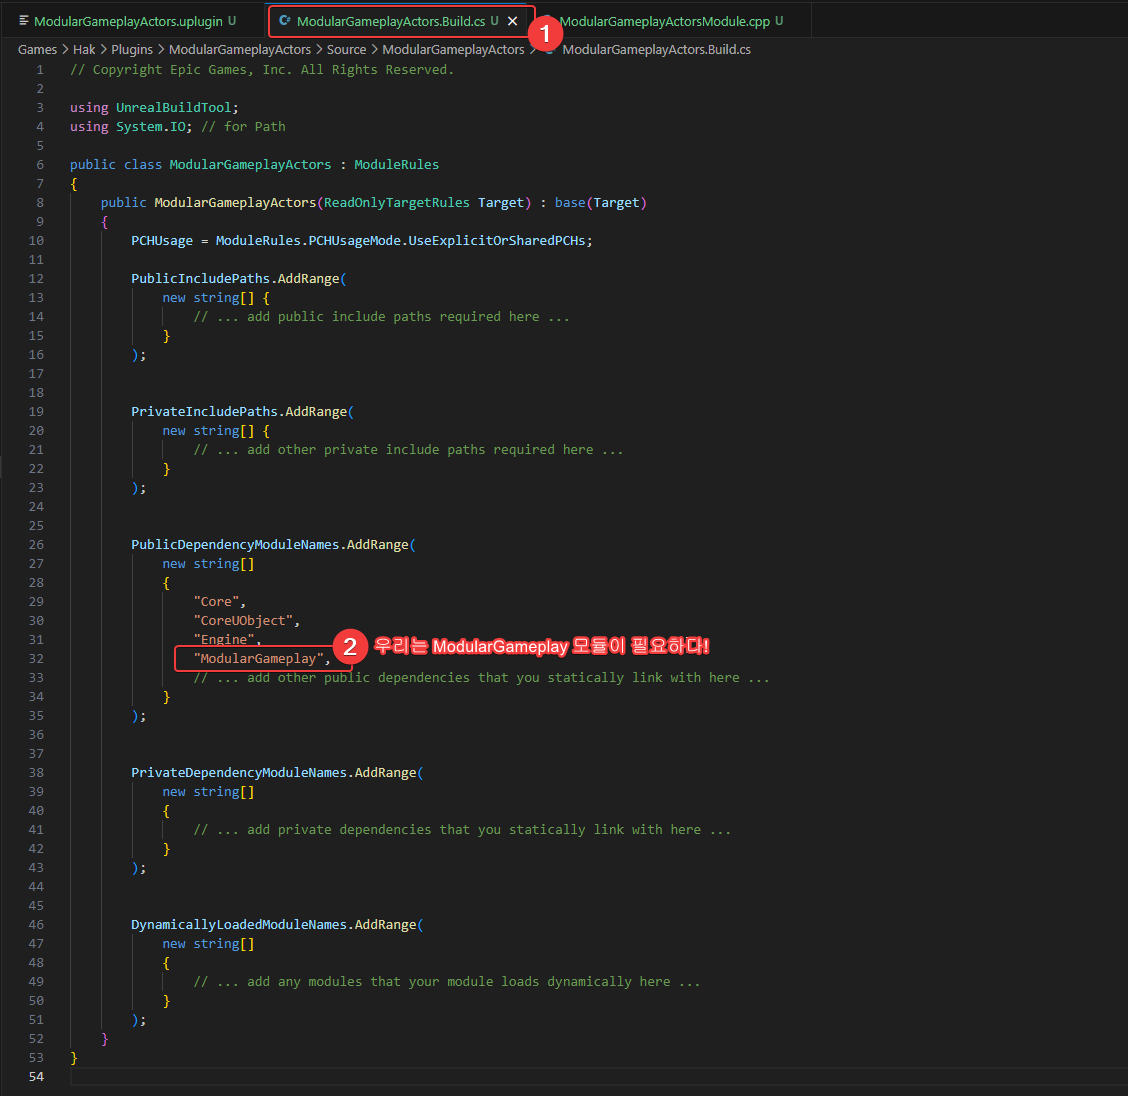 ModularGameplayActors.uplugin U
C# ModularGameplayActors.Build.cs U ✕
ModularGameplayActorsModule.cpp U
1
Games > Hak > Plugins > ModularGameplayActors > Source > ModularGameplayActors > ModularGameplayActors.Build.cs
1 // Copyright Epic Games, Inc. All Rights Reserved.
2
3 using UnrealBuildTool;
4 using System.IO; // for Path
5
6 public class ModularGameplayActors : ModuleRules
7 {
8 public ModularGameplayActors(ReadOnlyTargetRules Target) : base(Target)
9 {
10 PCHUsage = ModuleRules.PCHUsageMode.UseExplicitOrSharedPCHs;
11
12 PublicIncludePaths.AddRange(
13 new string[] {
14 // ... add public include paths required here ...
15 }
16 );
17
18
19 PrivateIncludePaths.AddRange(
20 new string[] {
21 // ... add other private include paths required here ...
22 }
23 );
24
25
26 PublicDependencyModuleNames.AddRange(
27 new string[]
28 {
29 "Core",
30 "CoreUObject",
31 "Engine",
2 우리는 ModularGameplay 모듈이 필요하다!
32 "ModularGameplay",
33 // ... add other public dependencies that you statically link with here ...
34 }
35 );
36
37
38 PrivateDependencyModuleNames.AddRange(
39 new string[]
40 {
41 // ... add private dependencies that you statically link with here ...
42 }
43 );
44
45
46 DynamicallyLoadedModuleNames.AddRange(
47 new string[]
48 {
49 // ... add any modules that your module loads dynamically here ...
50 }
51 );
52 }
53 }
54